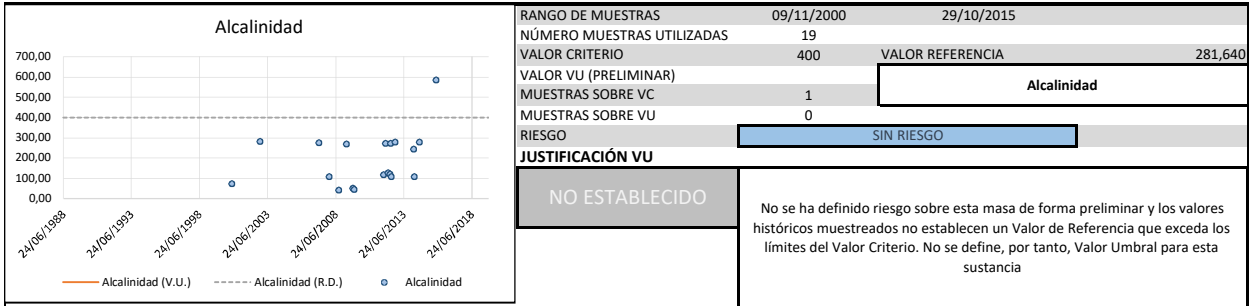 Alcalinidad
700,00
600,00
500,00
400,00
300,00
200,00
100,00
0,00
24/06/1988
24/06/1993
24/06/1998
24/06/2003
24/06/2008
24/06/2013
24/06/2018
Alcalinidad (V.U.) Alcalinidad (R.D.) Alcalinidad
RANGO DE MUESTRAS 09/11/2000 29/10/2015
NÚMERO MUESTRAS UTILIZADAS 19
VALOR CRITERIO 400 VALOR REFERENCIA 281,640
VALOR VU (PRELIMINAR)
Alcalinidad
MUESTRAS SOBRE VC 1
MUESTRAS SOBRE VU 0
RIESGO SIN RIESGO
JUSTIFICACIÓN VU
NO ESTABLECIDO
No se ha definido riesgo sobre esta masa de forma preliminar y los valores
históricos muestreados no establecen un Valor de Referencia que exceda los
límites del Valor Criterio. No se define, por tanto, Valor Umbral para esta
sustancia